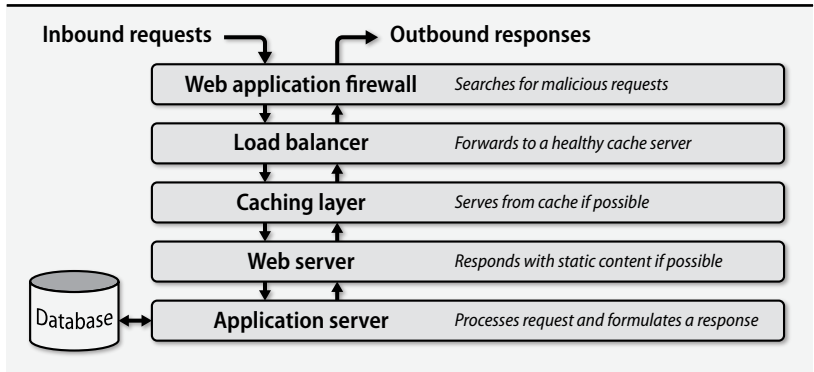 Inbound requests Outbound responses
Web application firewall Searches for malicious requests
Load balancer Forwards to a healthy cache server
Caching layer Serves from cache if possible
Web server Responds with static content if possible
Database Application server Processes request and formulates a response